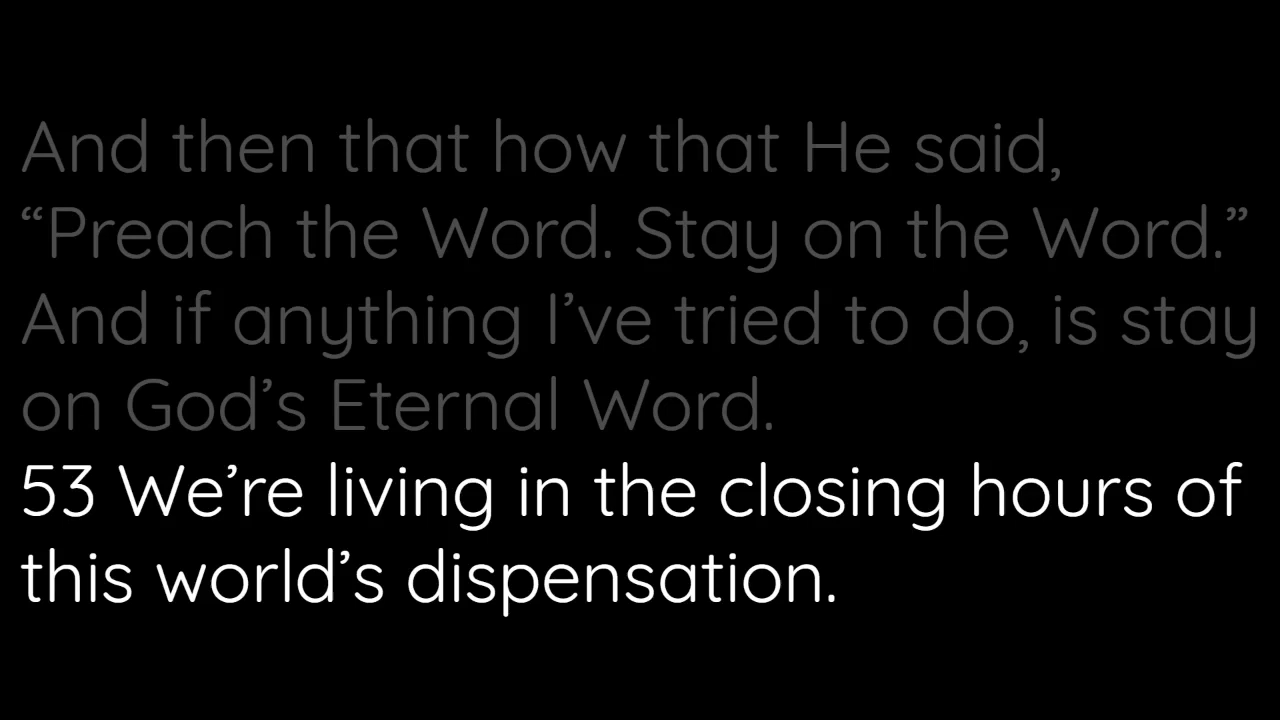 And then that how that He said,
“Preach the Word. Stay on the Word.”
And if anything I’ve tried to do, is stay
on God’s Eternal Word.
53 We’re living in the closing hours of
this world’s dispensation.